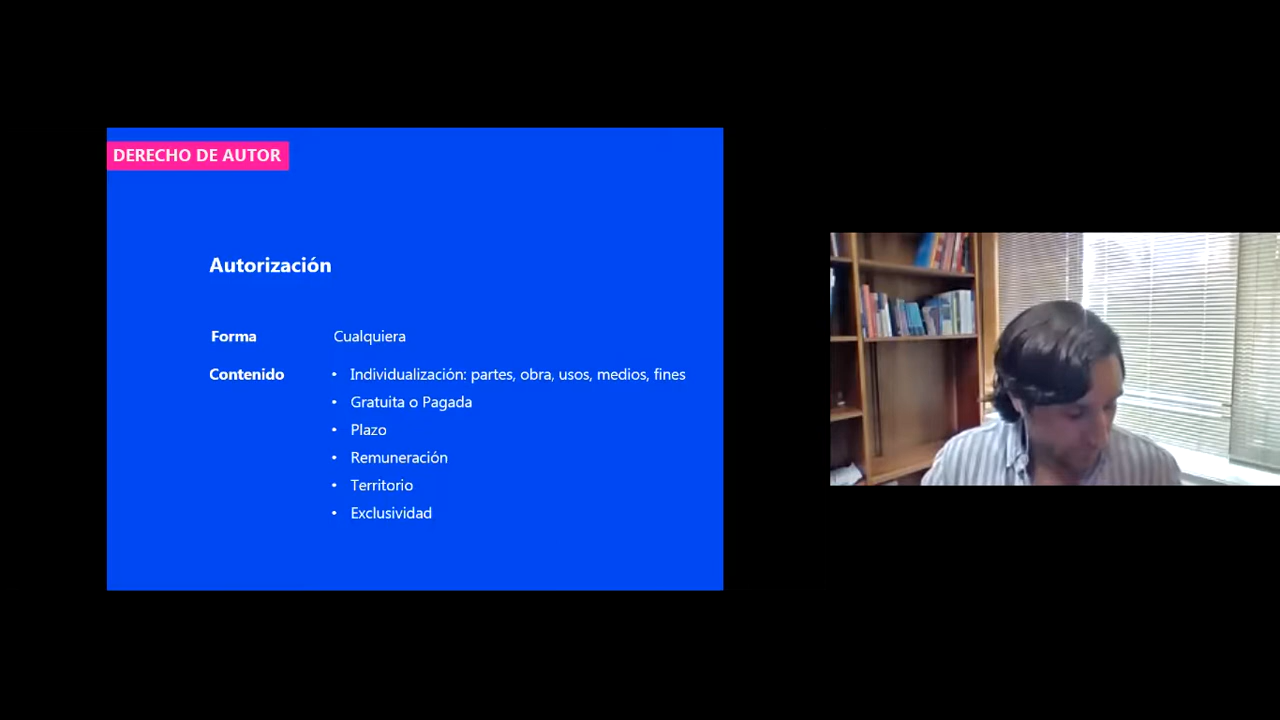 DERECHO DE AUTOR
Autorización
Forma Cualquiera
Contenido • Individualización: partes, obra, usos, medios, fines
• Gratuita o Pagada
• Plazo
• Remuneración
• Territorio
• Exclusividad